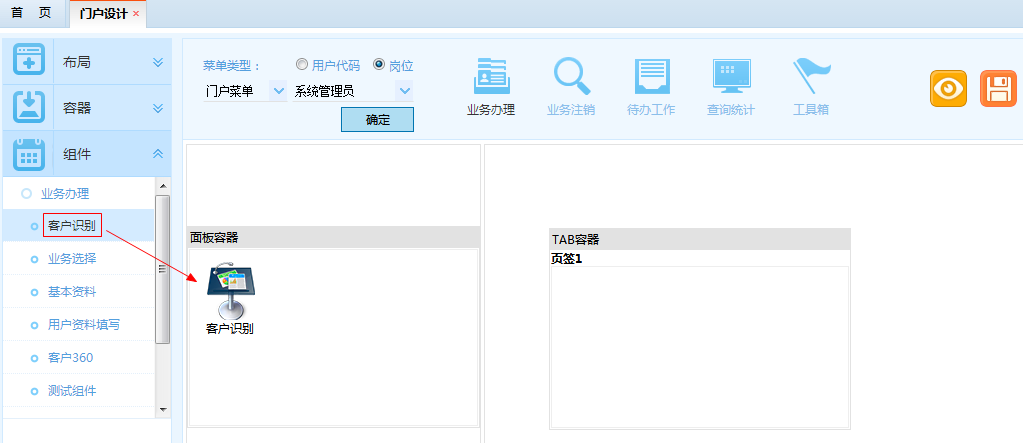 首 页
门户设计 ×
布局
容器
组件
业务办理
客户识别
业务选择
基本资料
用户资料填写
客户360
测试组件
菜单类型：
用户代码
岗位
门户菜单
系统管理员
确定
业务办理
业务注销
待办工作
查询统计
工具箱
面板容器
客户识别
TAB容器
页签1